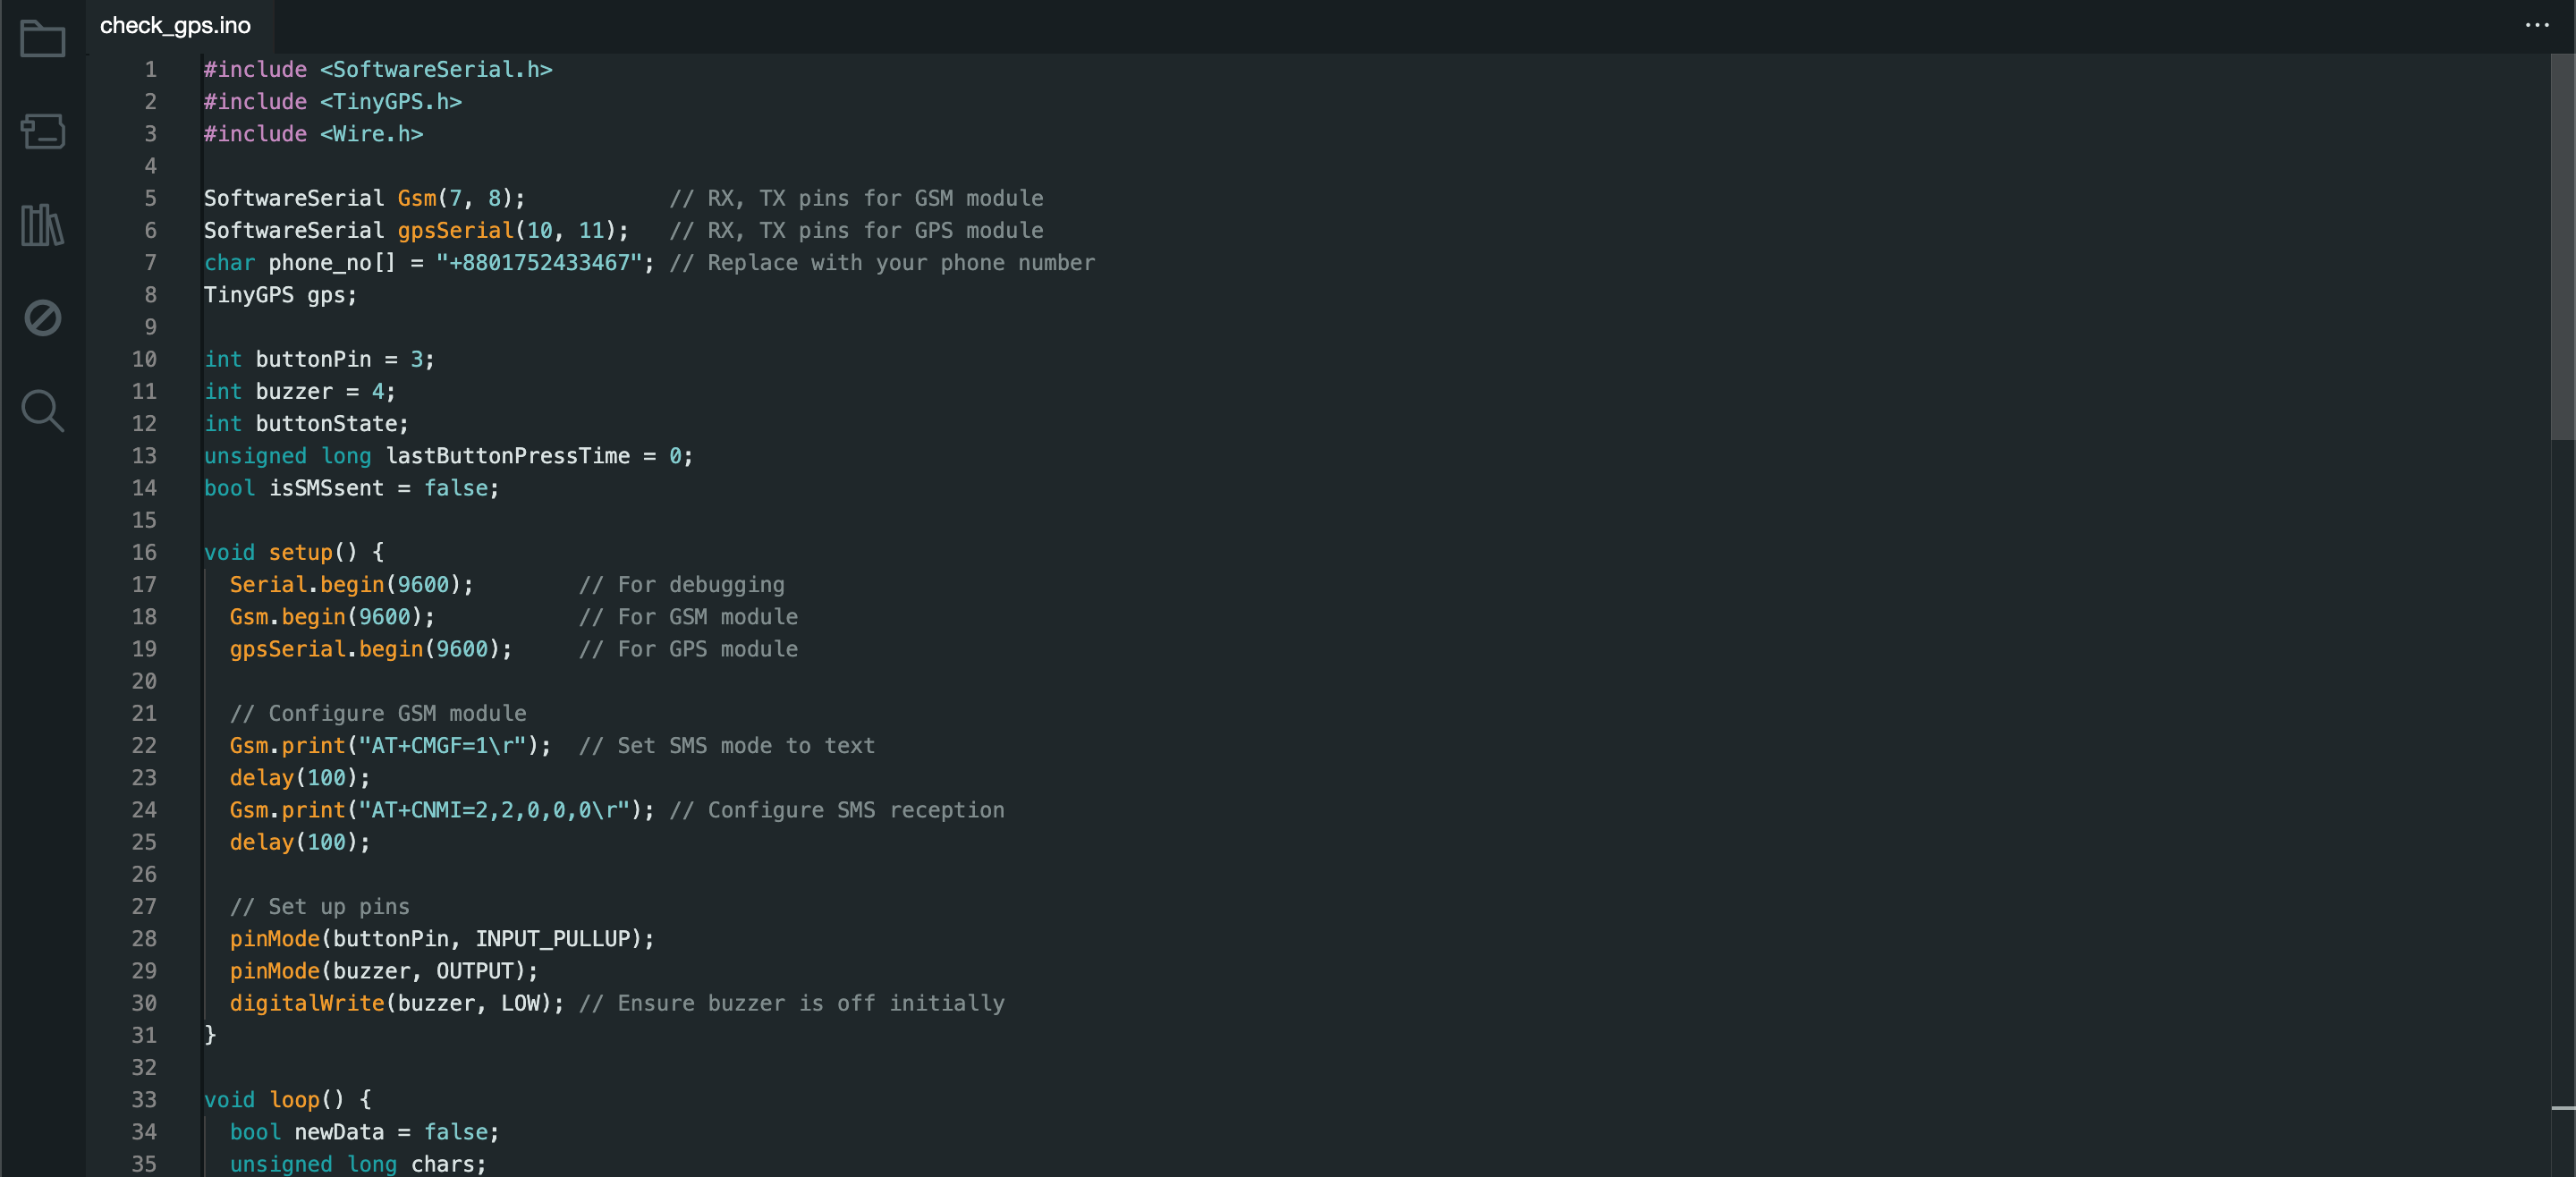 check_gps.ino
...
1 #include <SoftwareSerial.h>
2 #include <TinyGPS.h>
3 #include <Wire.h>
4
5 SoftwareSerial Gsm(7, 8);           // RX, TX pins for GSM module
6 SoftwareSerial gpsSerial(10, 11);   // RX, TX pins for GPS module
7 char phone_no[] = "+8801752433467"; // Replace with your phone number
8 TinyGPS gps;
9
10 int buttonPin = 3;
11 int buzzer = 4;
12 int buttonState;
13 unsigned long lastButtonPressTime = 0;
14 bool isSMSsent = false;
15
16 void setup() {
17   Serial.begin(9600);        // For debugging
18   Gsm.begin(9600);           // For GSM module
19   gpsSerial.begin(9600);     // For GPS module
20
21   // Configure GSM module
22   Gsm.print("AT+CMGF=1\r");  // Set SMS mode to text
23   delay(100);
24   Gsm.print("AT+CNMI=2,2,0,0,0\r"); // Configure SMS reception
25   delay(100);
26
27   // Set up pins
28   pinMode(buttonPin, INPUT_PULLUP);
29   pinMode(buzzer, OUTPUT);
30   digitalWrite(buzzer, LOW); // Ensure buzzer is off initially
31 }
32
33 void loop() {
34   bool newData = false;
35   unsigned long chars;